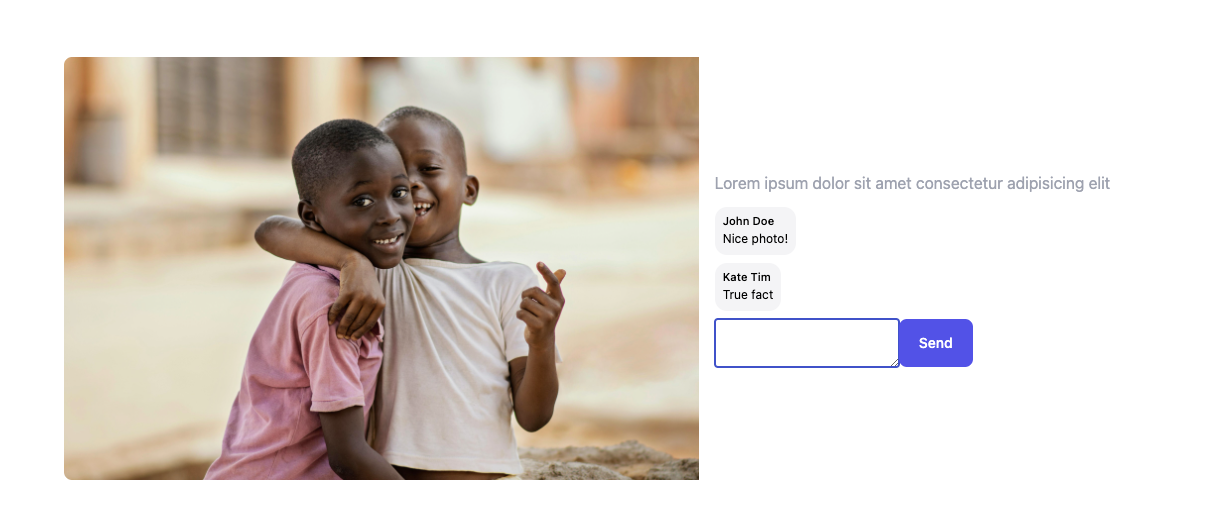 Lorem ipsum dolor sit amet consectetur adipisicing elit
John Doe
Nice photo!
Kate Tim
True fact
Send